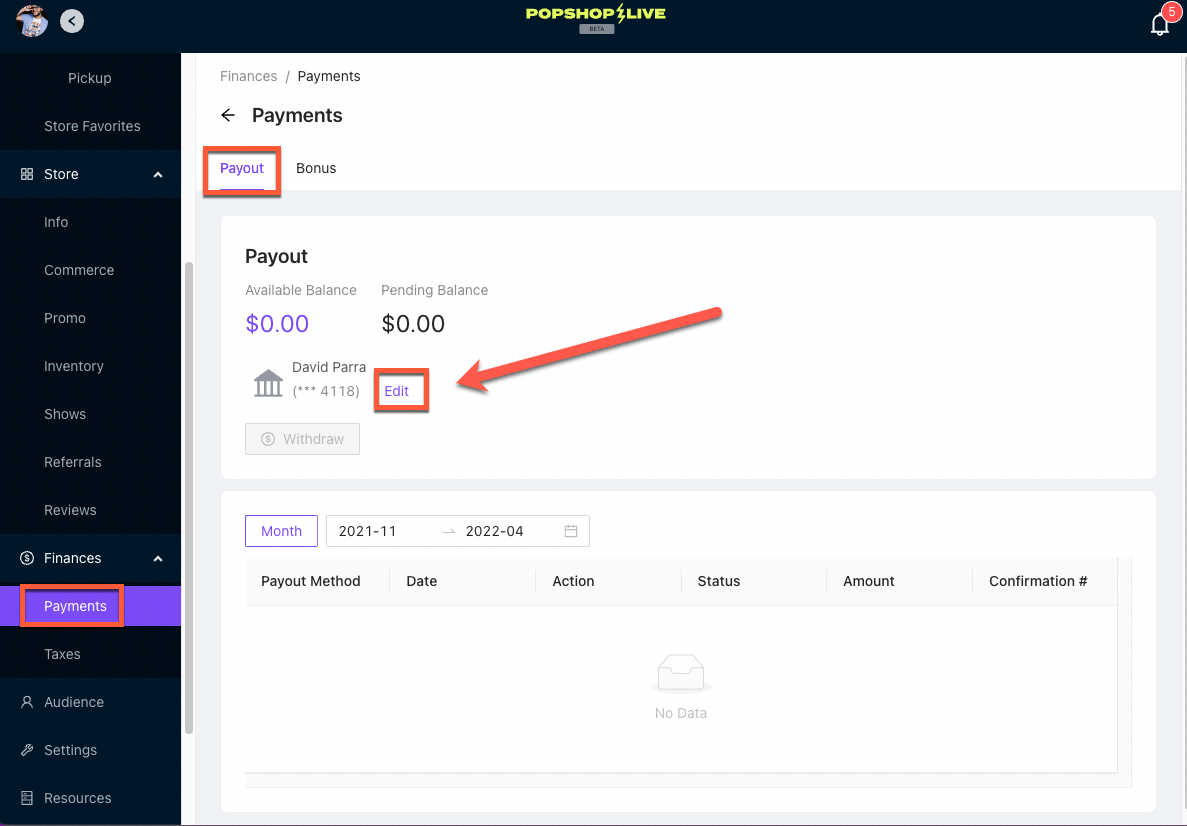 POPSHOP LIVE
BETA
5
Pickup
Store Favorites
Store
Info
Commerce
Promo
Inventory
Shows
Referrals
Reviews
Finances
Payments
Taxes
Audience
Settings
Resources
Finances / Payments
Payments
Payout Bonus
Payout
Available Balance Pending Balance
$0.00 $0.00
David Parra
(*** 4118) Edit
Withdraw
Month 2021-11 → 2022-04
Payout Method Date Action Status Amount Confirmation #
No Data